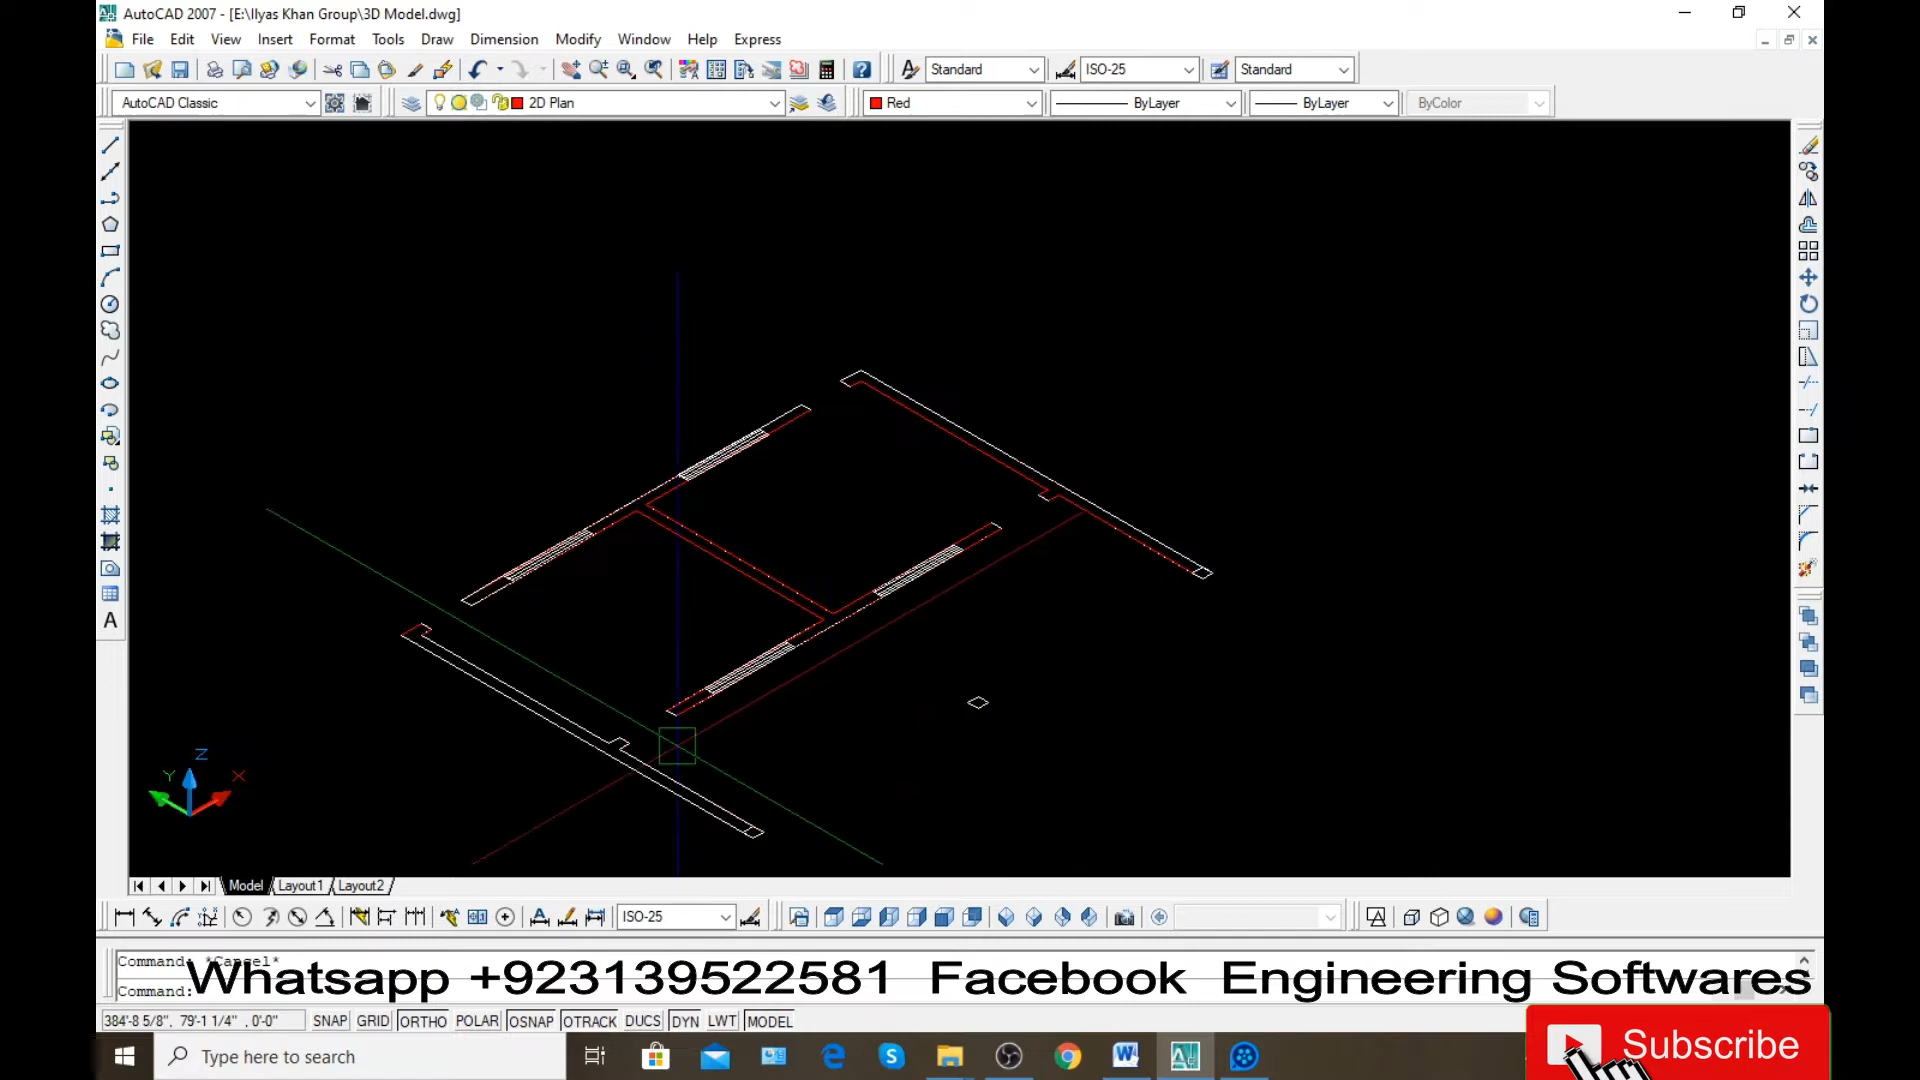 AutoCAD 2007 - [E:\Ilyas Khan Group\3D Model.dwg]
File Edit View Insert Format Tools Draw Dimension Modify Window Help Express
Standard ISO-25 Standard
AutoCAD Classic 2D Plan Red ByLayer ByLayer ByColor
A
Z
Y X
Model Layout1 Layout2
ISO-25
Command: *Cancel*
Whatsapp +923139522581 Facebook Engineering Softwares
Command:
384'-8 5/8", 79'-1 1/4" , 0'-0" SNAP GRID ORTHO POLAR OSNAP OTRACK DUCS DYN LWT MODEL
Type here to search
Subscribe